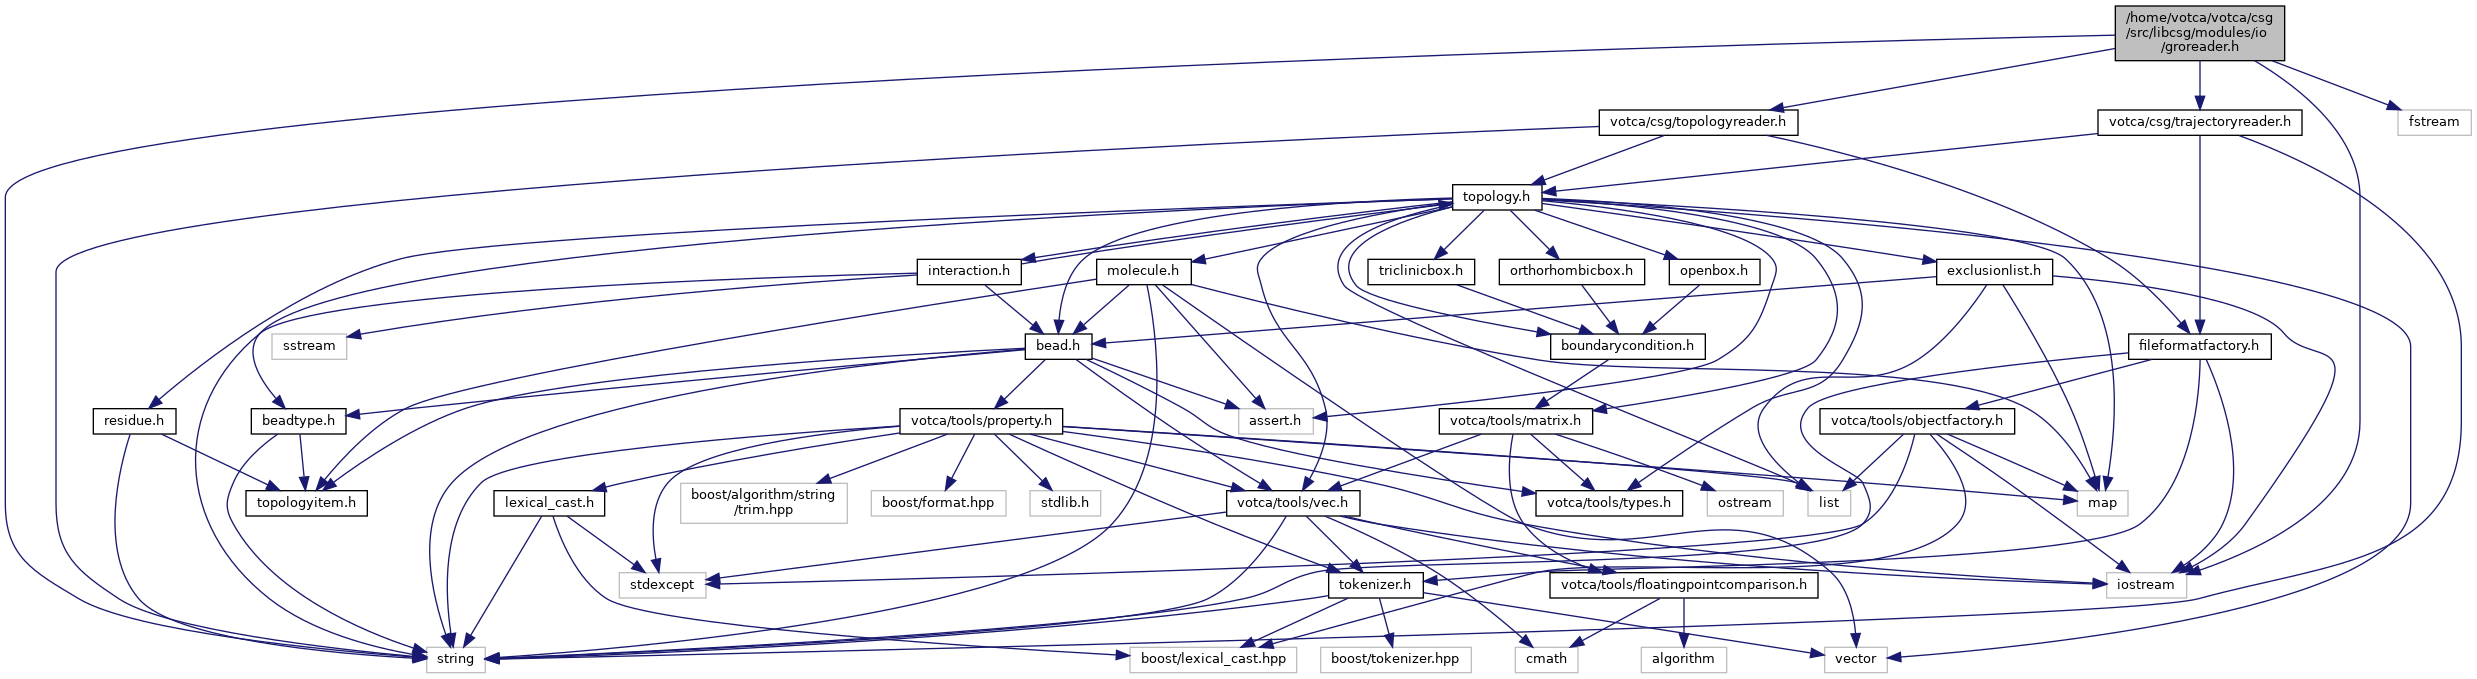 /home/votca/votca/csg
/src/libcsg/modules/io
/groreader.h
votca/csg/topologyreader.h
votca/csg/trajectoryreader.h
fstream
topology.h
interaction.h
molecule.h
triclinicbox.h
orthorhombicbox.h
openbox.h
exclusionlist.h
sstream
bead.h
boundarycondition.h
fileformatfactory.h
residue.h
beadtype.h
votca/tools/property.h
assert.h
votca/tools/matrix.h
votca/tools/objectfactory.h
topologyitem.h
lexical_cast.h
boost/algorithm/string
/trim.hpp
boost/format.hpp
stdlib.h
votca/tools/vec.h
votca/tools/types.h
ostream
list
map
stdexcept
tokenizer.h
votca/tools/floatingpointcomparison.h
iostream
string
boost/lexical_cast.hpp
boost/tokenizer.hpp
cmath
algorithm
vector